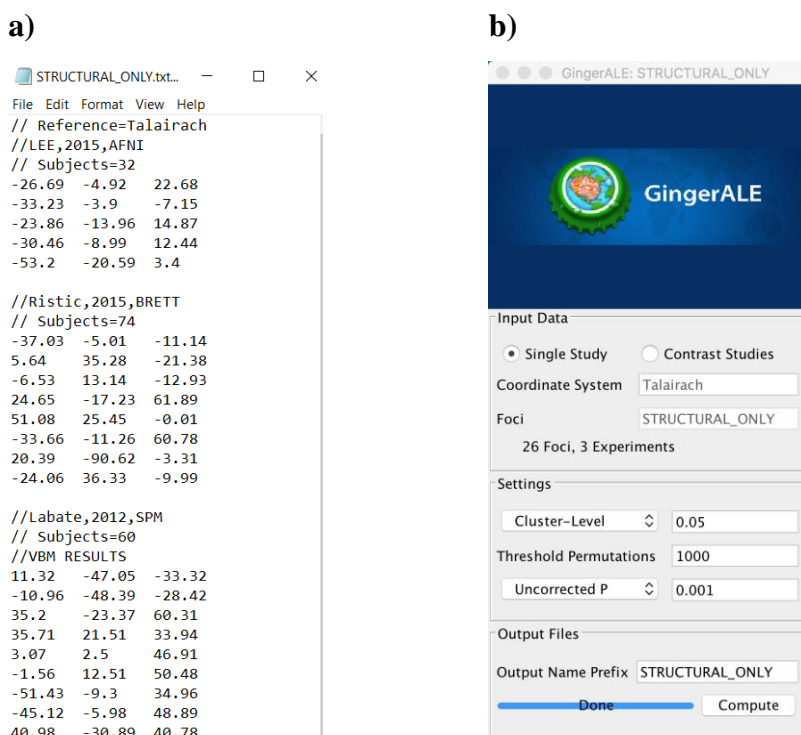 a)
STRUCTURAL_ONLY.txt...
File Edit Format View Help
// Reference=Talairach
//LEE,2015,AFNI
// Subjects=32
-26.69 -4.92 22.68
-33.23 -3.9 -7.15
-23.86 -13.96 14.87
-30.46 -8.99 12.44
-53.2 -20.59 3.4
//Ristic,2015,BRETT
// Subjects=74
-37.03 -5.01 -11.14
5.64 35.28 -21.38
-6.53 13.14 -12.93
24.65 -17.23 61.89
51.08 25.45 -0.01
-33.66 -11.26 60.78
20.39 -90.62 -3.31
-24.06 36.33 -9.99
//Labate,2012,SPM
// Subjects=60
//VBM RESULTS
11.32 -47.05 -33.32
-10.96 -48.39 -28.42
35.2 -23.37 60.31
35.71 21.51 33.94
3.07 2.5 46.91
-1.56 12.51 50.48
-51.43 -9.3 34.96
-45.12 -5.98 48.89
40.98 -30.89 40.78
b)
GingerALE: STRUCTURAL_ONLY
GingerALE
Input Data
Single Study Contrast Studies
Coordinate System Talairach
Foci STRUCTURAL_ONLY
26 Foci, 3 Experiments
Settings
Cluster-Level 0.05
Threshold Permutations 1000
Uncorrected P 0.001
Output Files
Output Name Prefix STRUCTURAL_ONLY
Done Compute